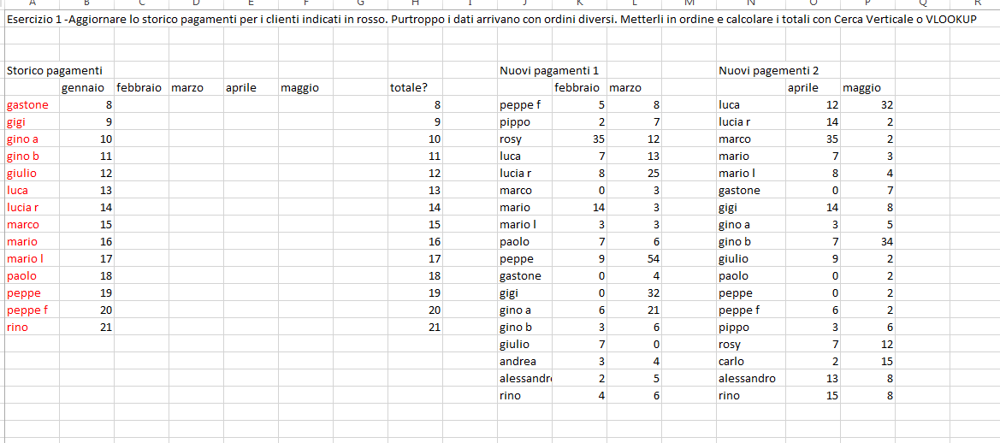 A B C D E F G H I J K L M N O P Q R
Esercizio 1 -Aggiornare lo storico pagamenti per i clienti indicati in rosso. Purtroppo i dati arrivano con ordini diversi. Metterli in ordine e calcolare i totali con Cerca Verticale o VLOOKUP
Storico pagamenti Nuovi pagamenti 1 Nuovi pagementi 2
gennaio febbraio marzo aprile maggio totale? febbraio marzo aprile maggio
gastone 8 8 peppe f 5 8 luca 12 32
gigi 9 9 pippo 2 7 lucia r 14 2
gino a 10 10 rosy 35 12 marco 35 2
gino b 11 11 luca 7 13 mario 7 3
giulio 12 12 lucia r 8 25 mario l 8 4
luca 13 13 marco 0 3 gastone 0 7
lucia r 14 14 mario 14 3 gigi 14 8
marco 15 15 mario l 3 3 gino a 3 5
mario 16 16 paolo 7 6 gino b 7 34
mario l 17 17 peppe 9 54 giulio 9 2
paolo 18 18 gastone 0 4 paolo 0 2
peppe 19 19 gigi 0 32 peppe 0 2
peppe f 20 20 gino a 6 21 peppe f 6 2
rino 21 21 gino b 3 6 pippo 3 6
giulio 7 0 rosy 7 12
andrea 3 4 carlo 2 15
alessandr 2 5 alessandro 13 8
rino 4 6 rino 15 8